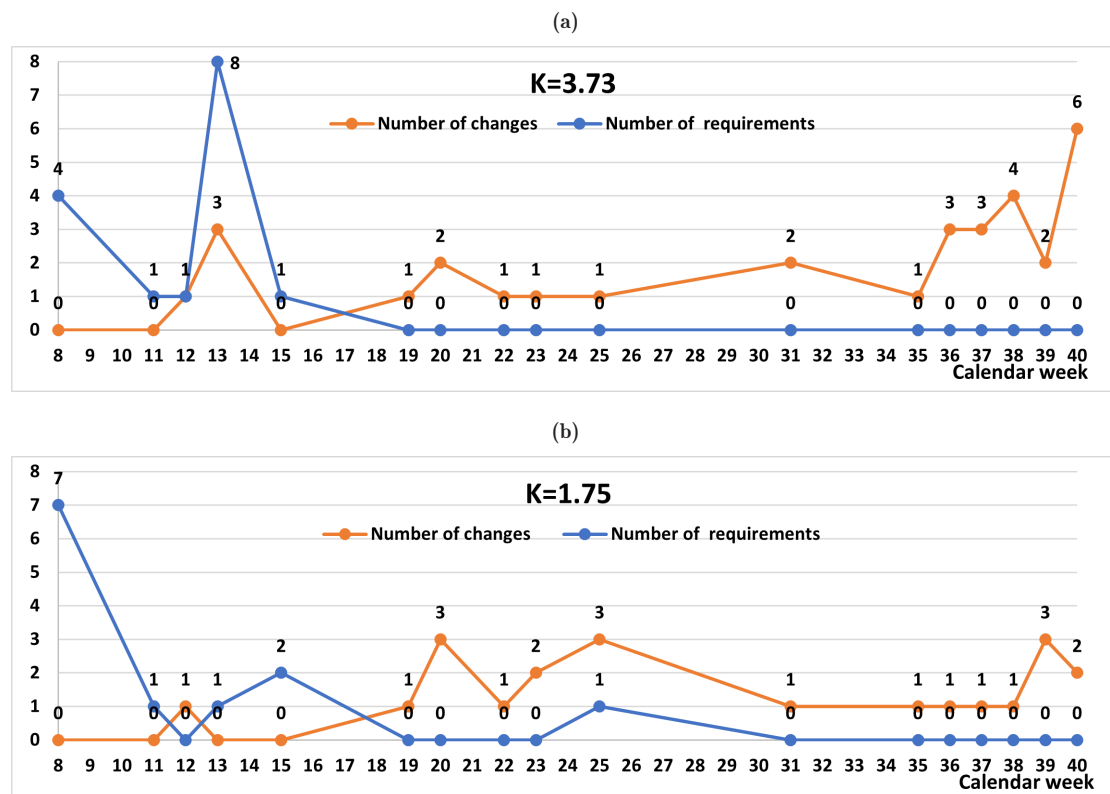 (a)
8
7
6
5
4
3
2
1
0
K=3.73
Number of changes Number of  requirements
4 1 1 8 1 0 0 0 0 0 0 0 0 0 0 0 0
0 0 3 0 1 2 1 1 1 2 1 3 3 4 2 6
8 9 10 11 12 13 14 15 16 17 18 19 20 21 22 23 24 25 26 27 28 29 30 31 32 33 34 35 36 37 38 39 40
Calendar week
(b)
8
7
6
5
4
3
2
1
0
K=1.75
Number of changes Number of  requirements
7 1 0 1 2 0 0 0 0 1 0 0 0 0 0 0 0
0 0 1 0 0 1 3 1 2 3 1 1 1 1 1 3 2
8 9 10 11 12 13 14 15 16 17 18 19 20 21 22 23 24 25 26 27 28 29 30 31 32 33 34 35 36 37 38 39 40
Calendar week